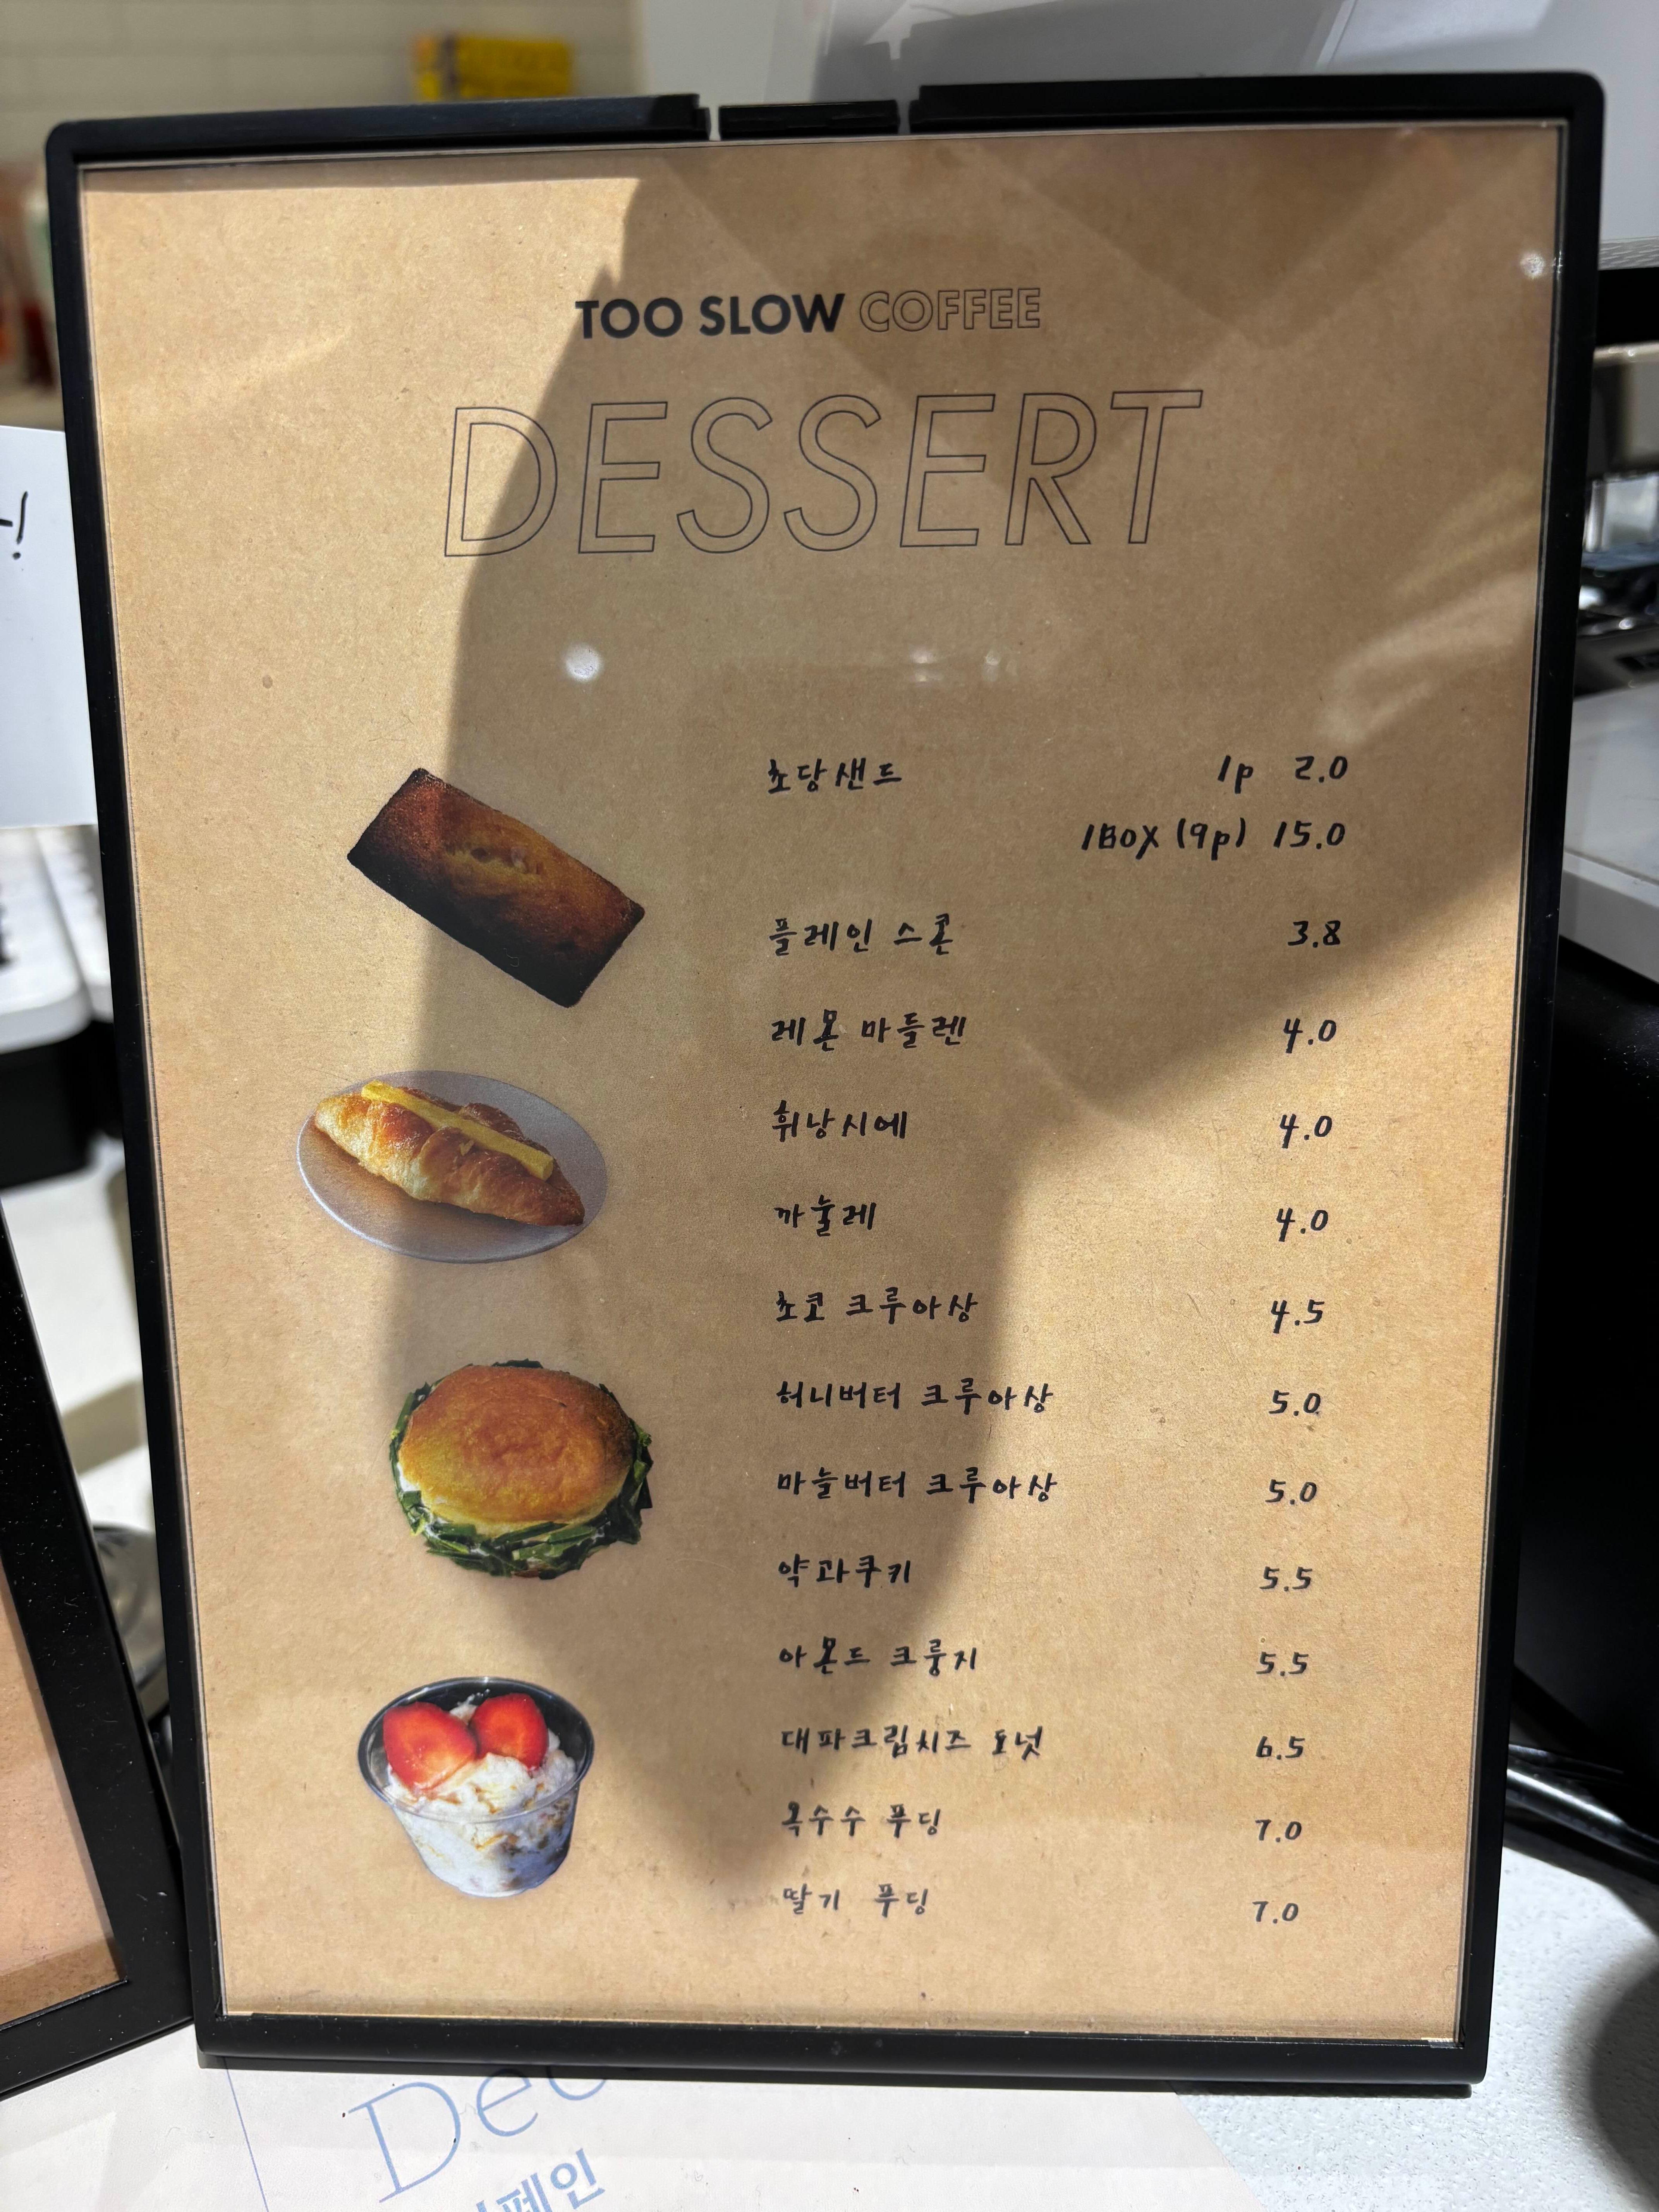 TOO SLOW COFFEE
DESSERT
초당샌드 1p 2.0
1BOX (9p) 15.0
플레인 스콘 3.8
레몬 마들렌 4.0
휘낭시에 4.0
까눌레 4.0
초코 크루아상 4.5
허니버터 크루아상 5.0
마늘버터 크루아상 5.0
약과쿠키 5.5
아몬드 크룽지 5.5
대파크림치즈 도넛 6.5
옥수수 푸딩 7.0
딸기 푸딩 7.0